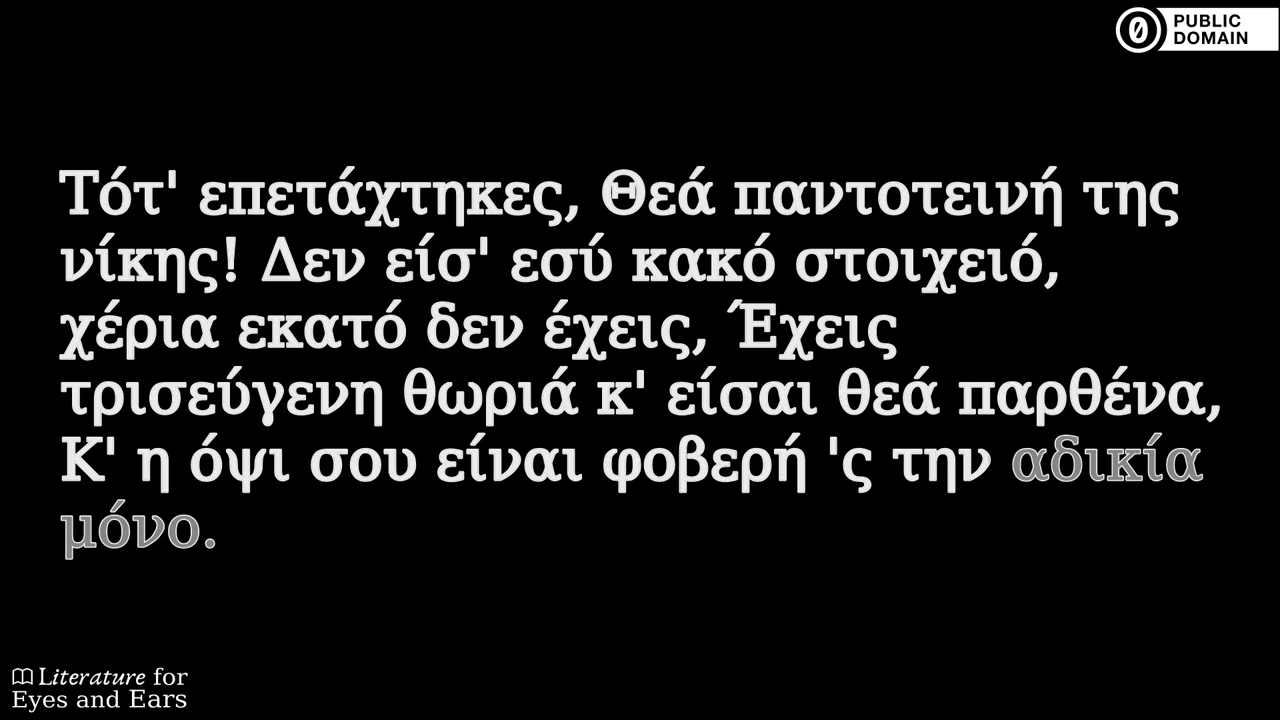 PUBLIC
DOMAIN
Τότ' επετάχτηκες, Θεά παντοτεινή της
νίκης! Δεν είσ' εσύ κακό στοιχειό,
χέρια εκατό δεν έχεις, Έχεις
τρισεύγενη θωριά κ' είσαι θεά παρθένα,
Κ' η όψι σου είναι φοβερή 'ς την αδικία
μόνο.
Literature for
Eyes and Ears